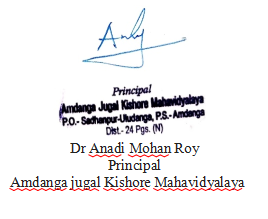 Principal
Amdanga Jugal Kishore Mahavidyalaya
P.O.- Sadhanpur-Uludanga, P.S.- Amdanga
Dist.- 24 Pgs. (N)
Dr Anadi Mohan Roy
Principal
Amdanga jugal Kishore Mahavidyalaya